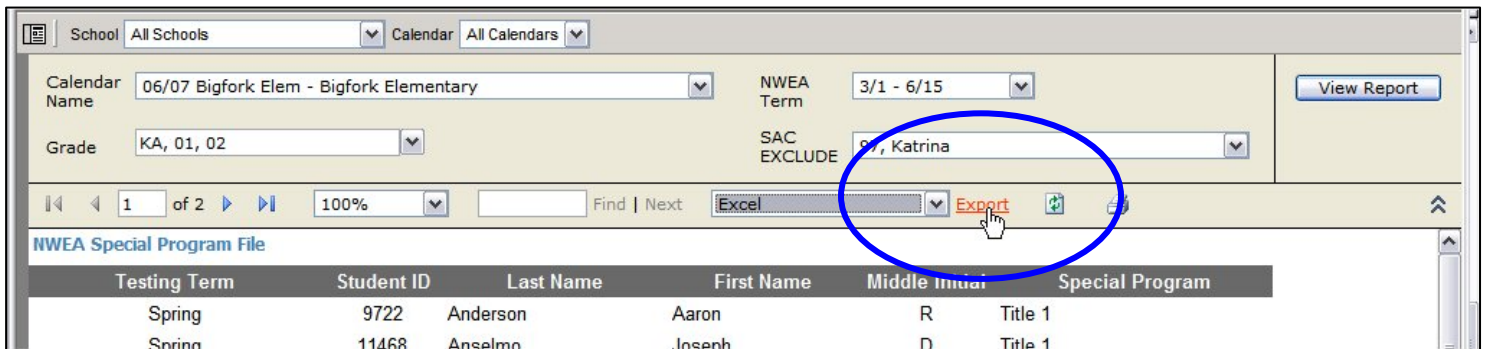 School All Schools Calendar All Calendars
Calendar Name 06/07 Bigfork Elem - Bigfork Elementary NWEA Term 3/1 - 6/15 View Report
Grade KA, 01, 02 SAC EXCLUDE 97, Katrina
1 of 2 100% Find | Next Excel Export
NWEA Special Program File
Testing Term Student ID Last Name First Name Middle Initial Special Program
Spring 9722 Anderson Aaron R Title 1
Spring 11468 Anselmo Joseph D Title 1